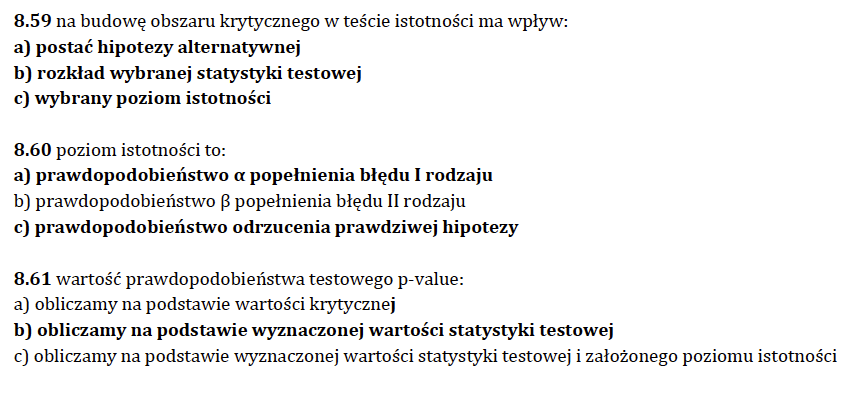 8.59 na budowę obszaru krytycznego w teście istotności ma wpływ:
a) postać hipotezy alternatywnej
b) rozkład wybranej statystyki testowej
c) wybrany poziom istotności
8.60 poziom istotności to:
a) prawdopodobieństwo α popełnienia błędu I rodzaju
b) prawdopodobieństwo β popełnienia błędu II rodzaju
c) prawdopodobieństwo odrzucenia prawdziwej hipotezy
8.61 wartość prawdopodobieństwa testowego p-value:
a) obliczamy na podstawie wartości krytycznej
b) obliczamy na podstawie wyznaczonej wartości statystyki testowej
c) obliczamy na podstawie wyznaczonej wartości statystyki testowej i założonego poziomu istotności